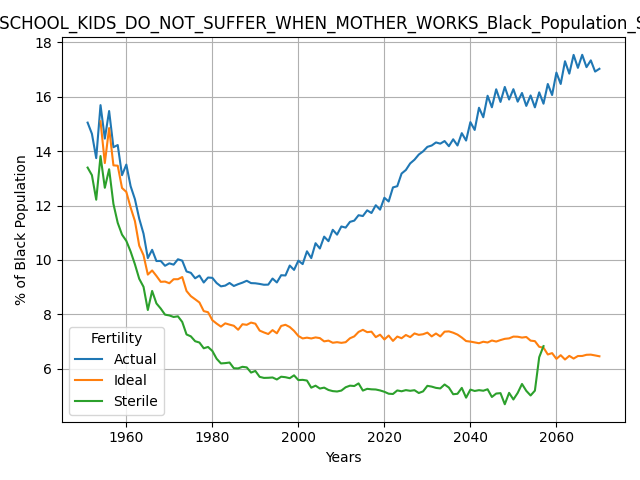 SCHOOL_KIDS_DO_NOT_SUFFER_WHEN_MOTHER_WORKS_Black_Population_S
18
16
14
12
10
8
6
% of Black Population
Fertility
Actual
Ideal
Sterile
1960
1980
2000
2020
2040
2060
Years